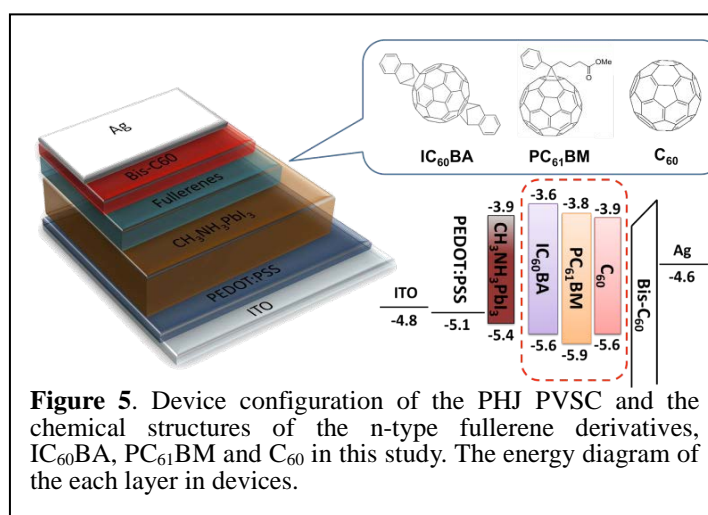 OMe
O
IC₆₀BA
PC₆₁BM
C₆₀
Ag
Bis-C60
Fullerenes
CH₃NH₃PbI₃
PEDOT:PSS
ITO
ITO
-4.8
PEDOT:PSS
-5.1
-3.9
CH₃NH₃PbI₃
-5.4
-3.6
IC₆₀BA
-5.6
-3.8
PC₆₁BM
-5.9
-3.9
C₆₀
-5.6
Bis-C₆₀
Ag
-4.6
Figure 5. Device configuration of the PHJ PVSC and the
chemical structures of the n-type fullerene derivatives,
IC₆₀BA, PC₆₁BM and C₆₀ in this study. The energy diagram of
the each layer in devices.